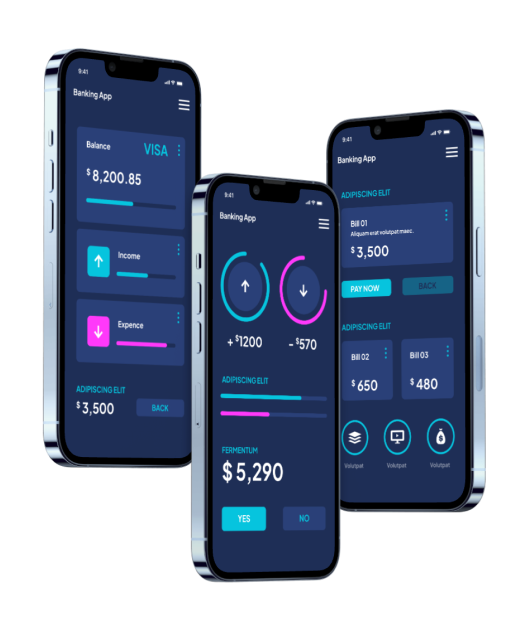 9:41
Banking App
Balance
VISA
$8,200.85
Income
Expence
ADIPISCING ELIT
$3,500
BACK
9:41
Banking App
+ $1200
- $570
ADIPISCING ELIT
FERMENTUM
$5,290
YES
NO
9:41
Banking App
ADIPISCING ELIT
Bill 01
Aliquam erat volutpat maec.
$3,500
PAY NOW
BACK
ADIPISCING ELIT
Bill 02
Bill 03
$650
$480
Volutpat
Volutpat
Volutpat